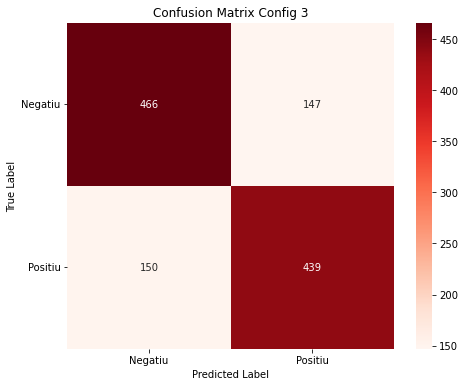 Confusion Matrix Config 3
True Label
Negatiu
466
147
Positiu
150
439
Negatiu
Positiu
Predicted Label
450
400
350
300
250
200
150